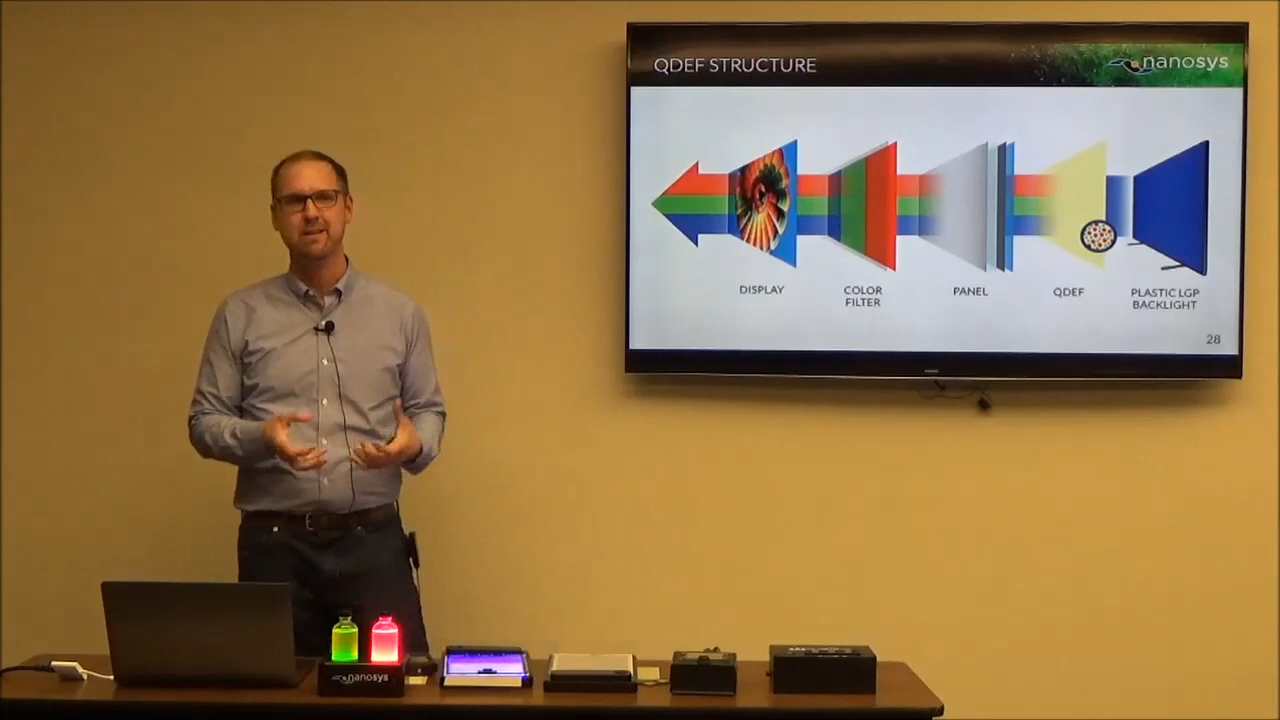 QDEF STRUCTURE
nanosys
DISPLAY
COLOR
FILTER
PANEL
QDEF
PLASTIC LGP
BACKLIGHT
28
nanosys